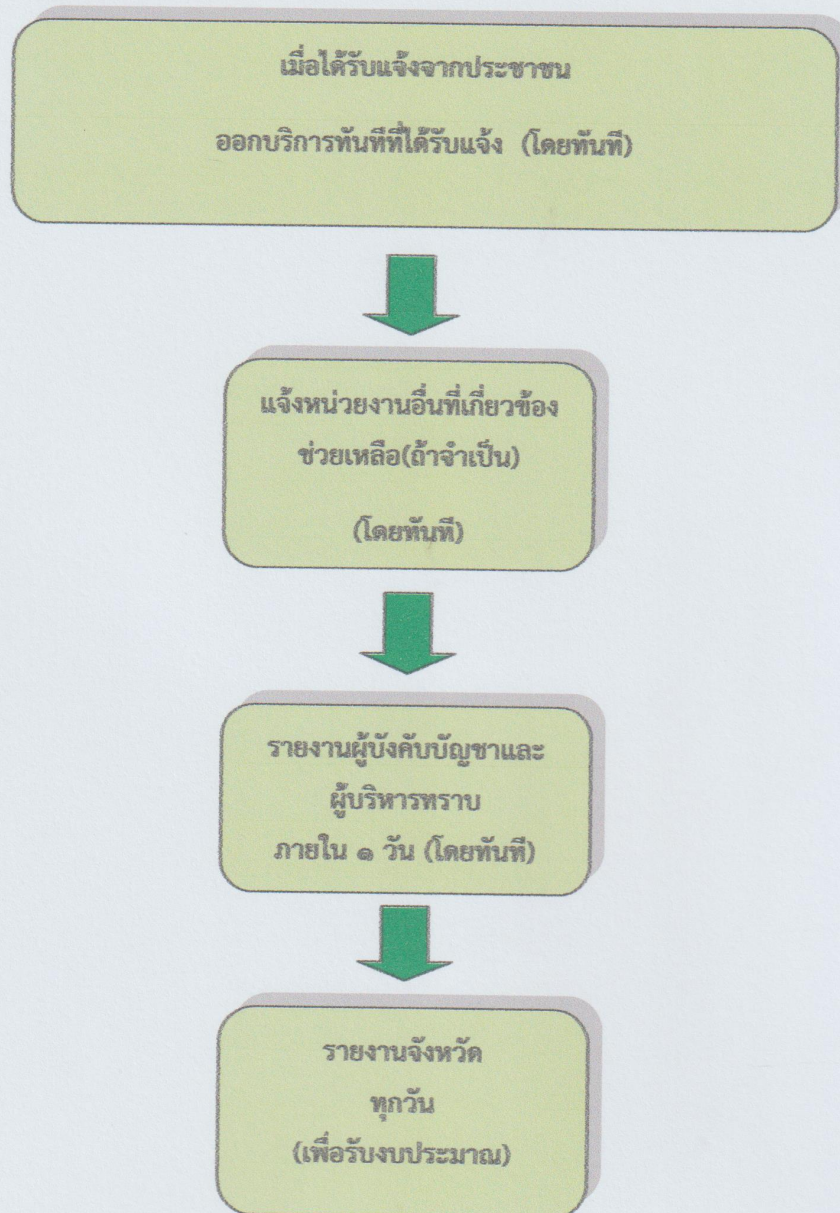 เมื่อได้รับแจ้งจากประชาชน
ออกบริการทันทีที่ได้รับแจ้ง (โดยทันที)
แจ้งหน่วยงานอื่นที่เกี่ยวข้อง
ช่วยเหลือ(ถ้าจำเป็น)
(โดยทันที)
รายงานผู้บังคับบัญชาและ
ผู้บริหารทราบ
ภายใน ๑ วัน (โดยทันที)
รายงานจังหวัด
ทุกวัน
(เพื่อรับงบประมาณ)